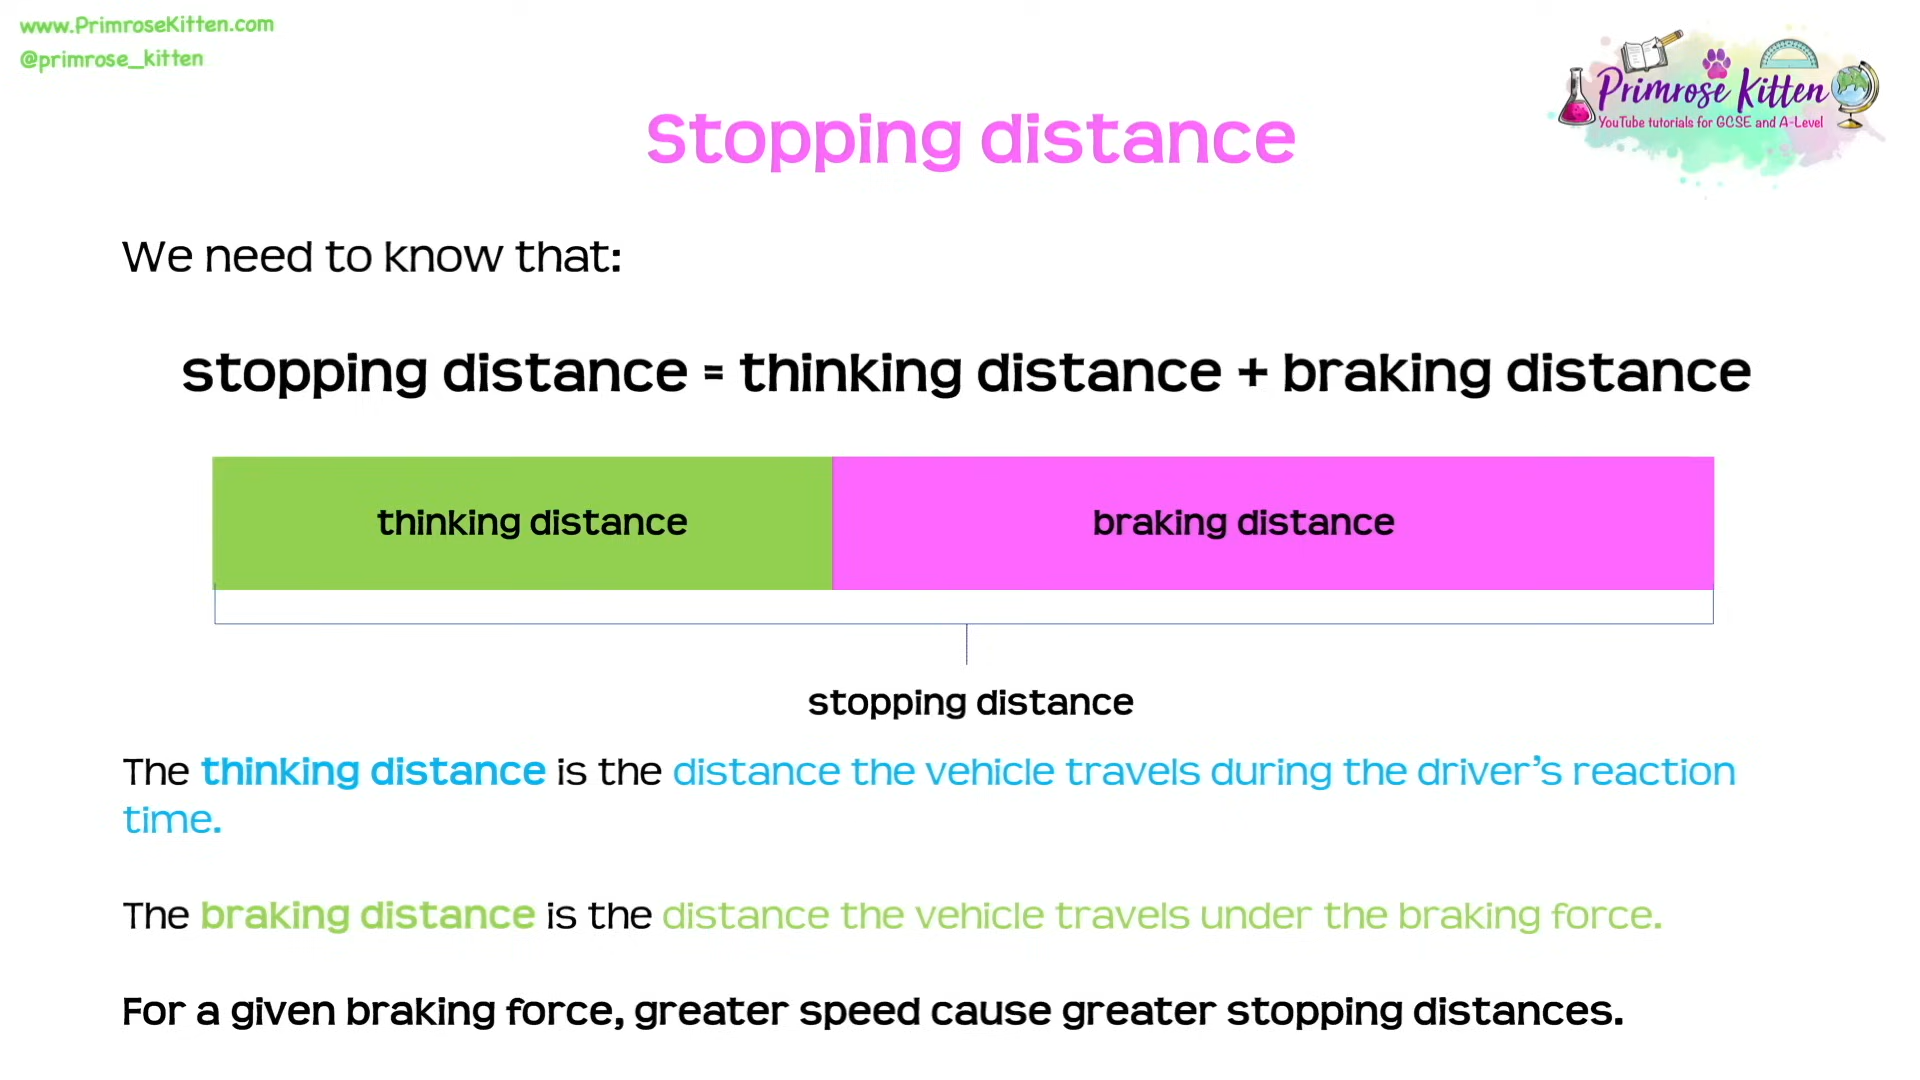 www.PrimroseKitten.com
@primrose_kitten
Primrose Kitten
YouTube tutorials for GCSE and A-Level
Stopping distance
We need to know that:
stopping distance = thinking distance + braking distance
thinking distance
braking distance
stopping distance
The thinking distance is the distance the vehicle travels during the driver’s reaction
time.
The braking distance is the distance the vehicle travels under the braking force.
For a given braking force, greater speed cause greater stopping distances.